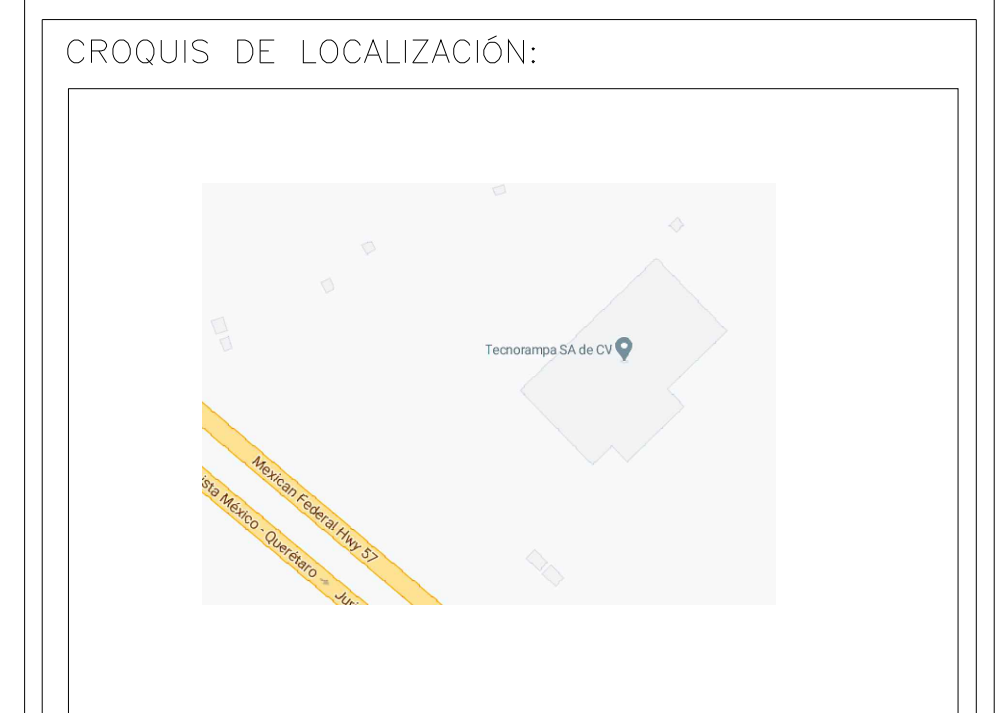 CROQUIS DE LOCALIZACIÓN:
Tecnorampa SA de CV
Mexican Federal Hwy 57
ista México - Querétaro